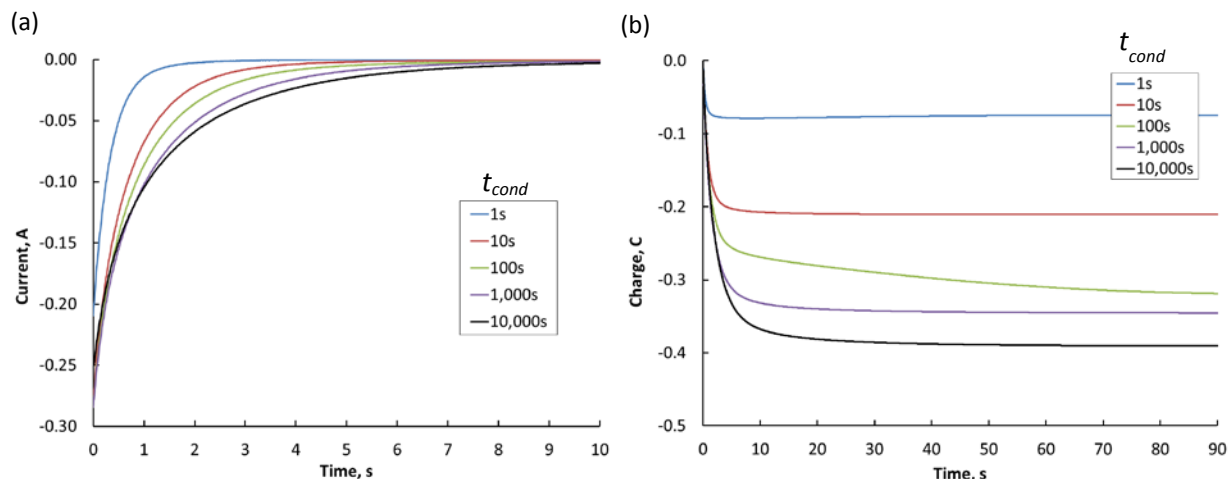 (a)
0.00
-0.05
-0.10
-0.15
-0.20
-0.25
-0.30
Current, A
0 1 2 3 4 5 6 7 8 9 10
Time, s
t_cond
1s
10s
100s
1,000s
10,000s
(b)
0.0
-0.1
-0.2
-0.3
-0.4
-0.5
Charge, C
0 10 20 30 40 50 60 70 80 90
Time, s
t_cond
1s
10s
100s
1,000s
10,000s